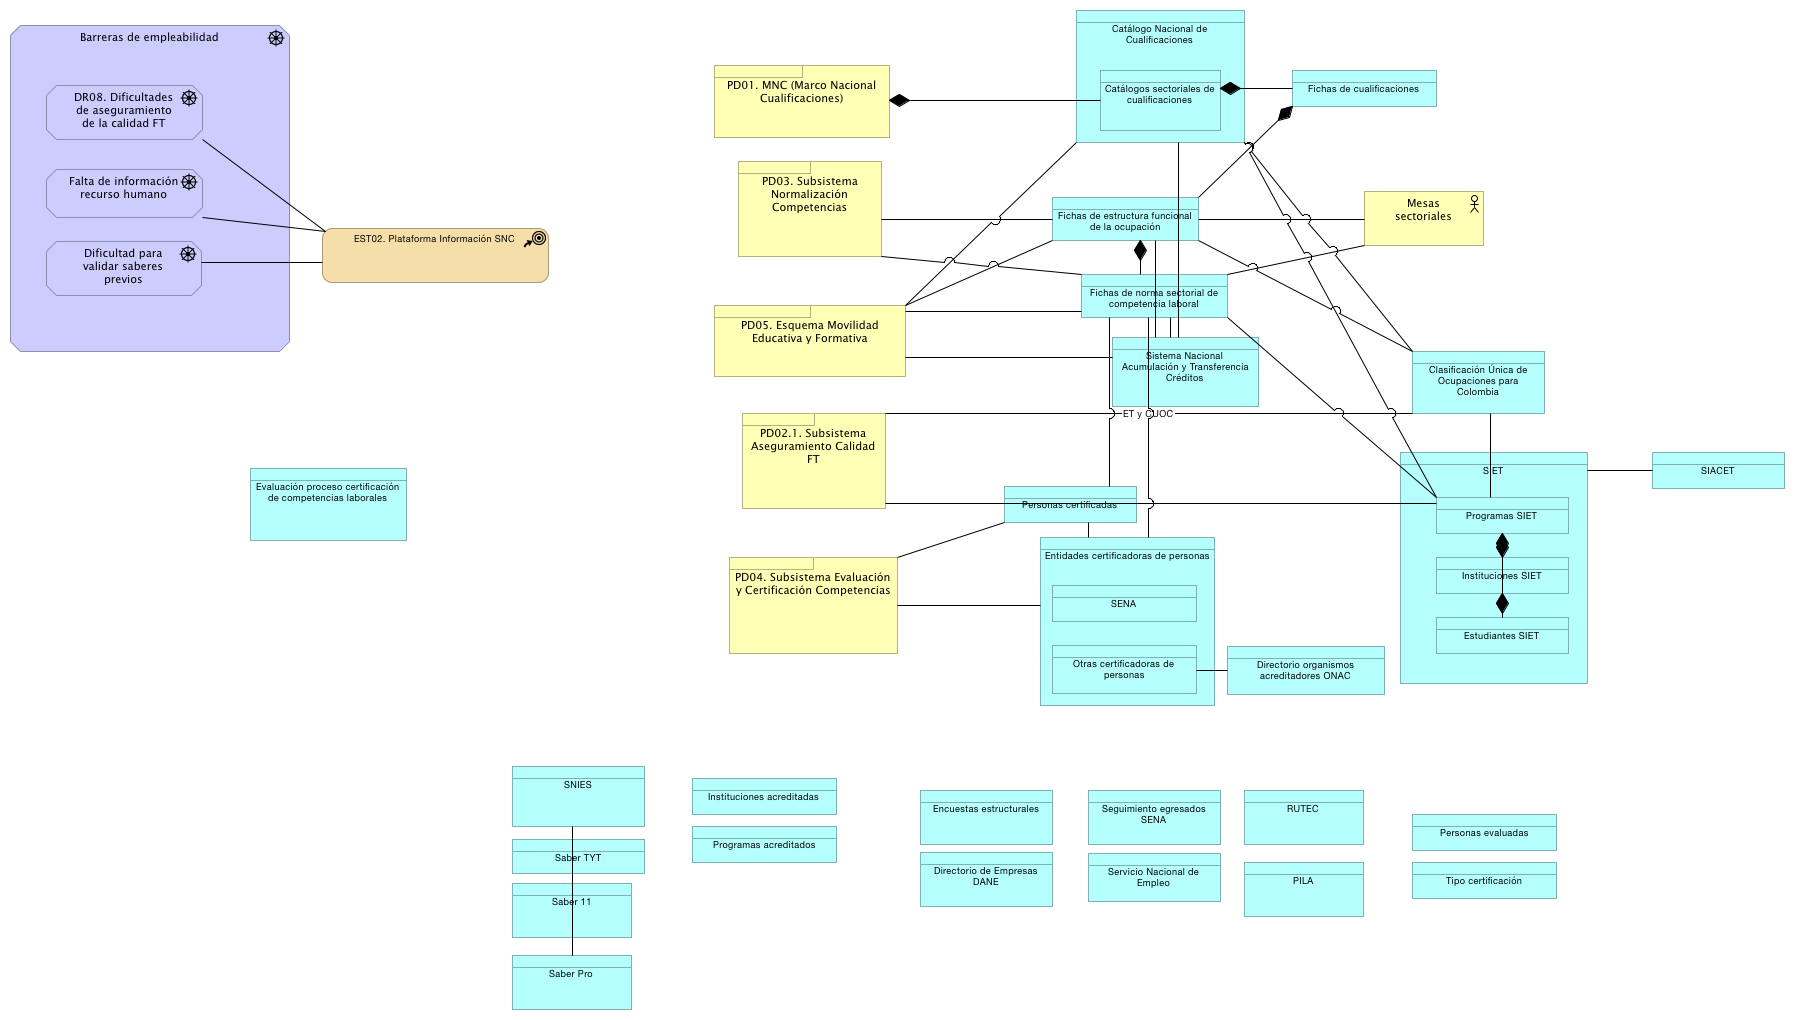 Barreras de empleabilidad
DR08. Dificultades
de aseguramiento
de la calidad FT
Falta de información
recurso humano
Dificultad para
validar saberes
previos
EST02. Plataforma Información SNC
Evaluación proceso certificación
de competencias laborales
Catálogo Nacional de
Cualificaciones
Catálogos sectoriales de
cualificaciones
Fichas de cualificaciones
PD01. MNC (Marco Nacional
Cualificaciones)
PD03. Subsistema
Normalización
Competencias
Fichas de estructura funcional
de la ocupación
Mesas
sectoriales
Fichas de norma sectorial de
competencia laboral
PD05. Esquema Movilidad
Educativa y Formativa
Sistema Nacional
Acumulación y Transferencia
Créditos
Clasificación Única de
Ocupaciones para
Colombia
ET y CUOC
PD02.1. Subsistema
Aseguramiento Calidad
FT
SIET
SIACET
Programas SIET
Instituciones SIET
Estudiantes SIET
Personas certificadas
Entidades certificadoras de personas
SENA
Otras certificadoras de
personas
Directorio organismos
acreditadores ONAC
PD04. Subsistema Evaluación
y Certificación Competencias
SNIES
Saber TYT
Saber 11
Saber Pro
Instituciones acreditadas
Programas acreditados
Encuestas estructurales
Directorio de Empresas
DANE
Seguimiento egresados
SENA
Servicio Nacional de
Empleo
RUTEC
PILA
Personas evaluadas
Tipo certificación